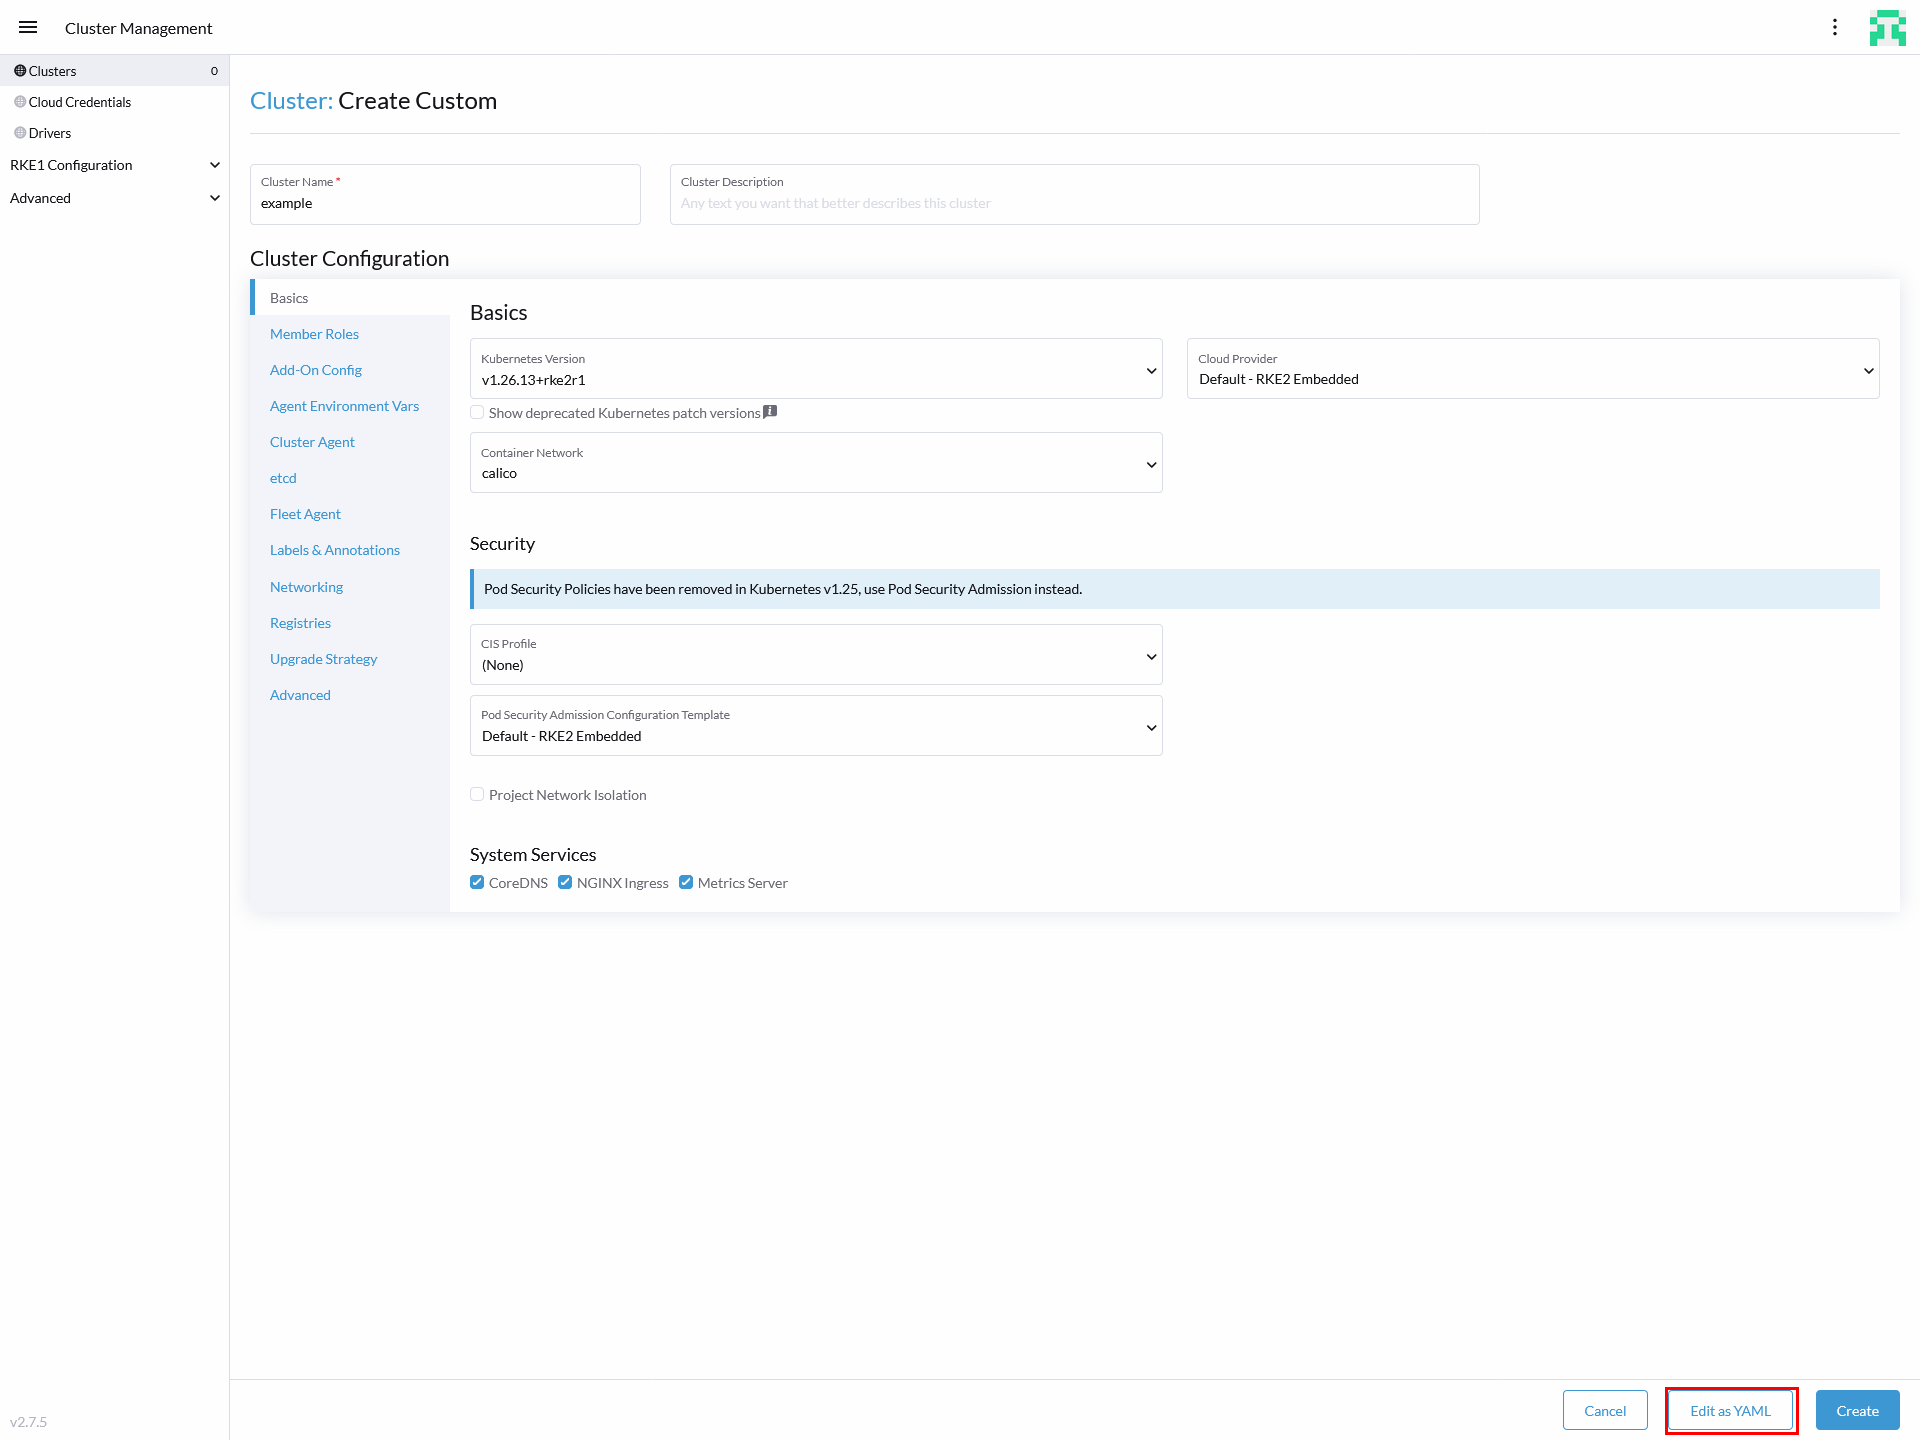 Cluster Management
Clusters 0
Cloud Credentials
Drivers
RKE1 Configuration
Advanced
Cluster: Create Custom
Cluster Name *
example
Cluster Description
Any text you want that better describes this cluster
Cluster Configuration
Basics
Member Roles
Add-On Config
Agent Environment Vars
Cluster Agent
etcd
Fleet Agent
Labels & Annotations
Networking
Registries
Upgrade Strategy
Advanced
Basics
Kubernetes Version
v1.26.13+rke2r1
Cloud Provider
Default - RKE2 Embedded
Show deprecated Kubernetes patch versions
Container Network
calico
Security
Pod Security Policies have been removed in Kubernetes v1.25, use Pod Security Admission instead.
CIS Profile
(None)
Pod Security Admission Configuration Template
Default - RKE2 Embedded
Project Network Isolation
System Services
CoreDNS NGINX Ingress Metrics Server
v2.7.5
Cancel Edit as YAML Create